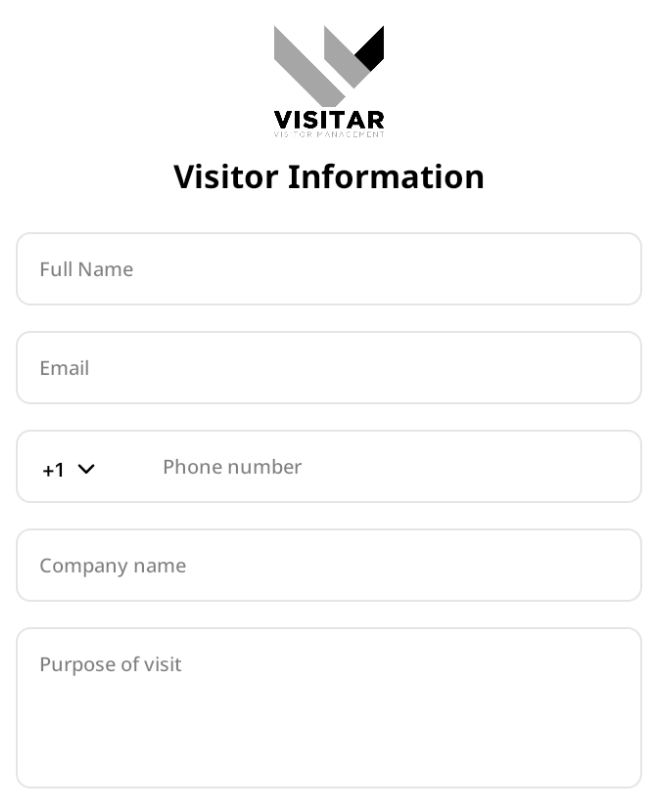 VISITAR
VISITOR MANAGEMENT
Visitor Information
Full Name
Email
+1 Phone number
Company name
Purpose of visit